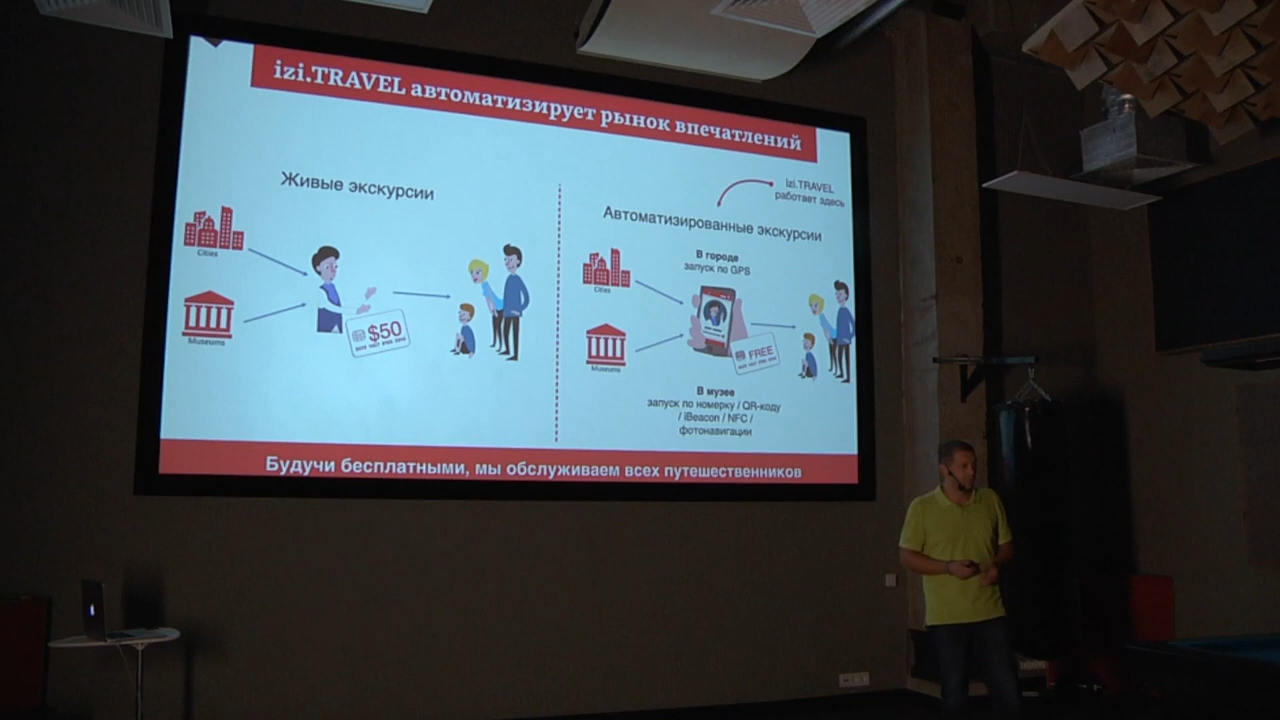 izi.TRAVEL автоматизирует рынок впечатлений
Живые экскурсии
Cities
Museums
$50
izi.TRAVEL
работает здесь
Автоматизированные экскурсии
В городе
запуск по GPS
Cities
Museums
FREE
В музее
запуск по номерку / QR-коду
/ iBeacon / NFC /
фотонавигации
Будучи бесплатными, мы обслуживаем всех путешественников